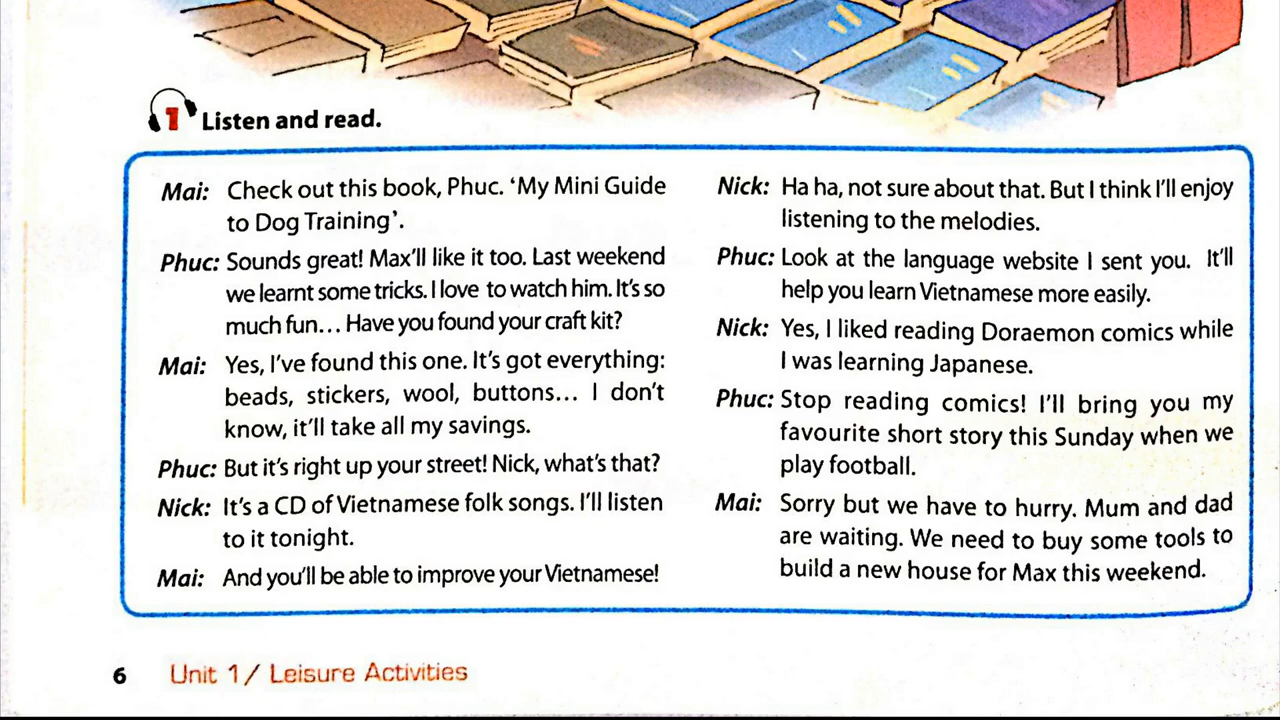 1 Listen and read.
Mai: Check out this book, Phuc. ‘My Mini Guide
to Dog Training’.
Phuc: Sounds great! Max'll like it too. Last weekend
we learnt some tricks. I love to watch him. It's so
much fun... Have you found your craft kit?
Mai: Yes, I've found this one. It's got everything:
beads, stickers, wool, buttons... I don't
know, it'll take all my savings.
Phuc: But it's right up your street! Nick, what's that?
Nick: It's a CD of Vietnamese folk songs. I'll listen
to it tonight.
Mai: And you'll be able to improve your Vietnamese!
Nick: Ha ha, not sure about that. But I think I'll enjoy
listening to the melodies.
Phuc: Look at the language website I sent you. It'll
help you learn Vietnamese more easily.
Nick: Yes, I liked reading Doraemon comics while
I was learning Japanese.
Phuc: Stop reading comics! I'll bring you my
favourite short story this Sunday when we
play football.
Mai: Sorry but we have to hurry. Mum and dad
are waiting. We need to buy some tools to
build a new house for Max this weekend.
6 Unit 1/ Leisure Activities